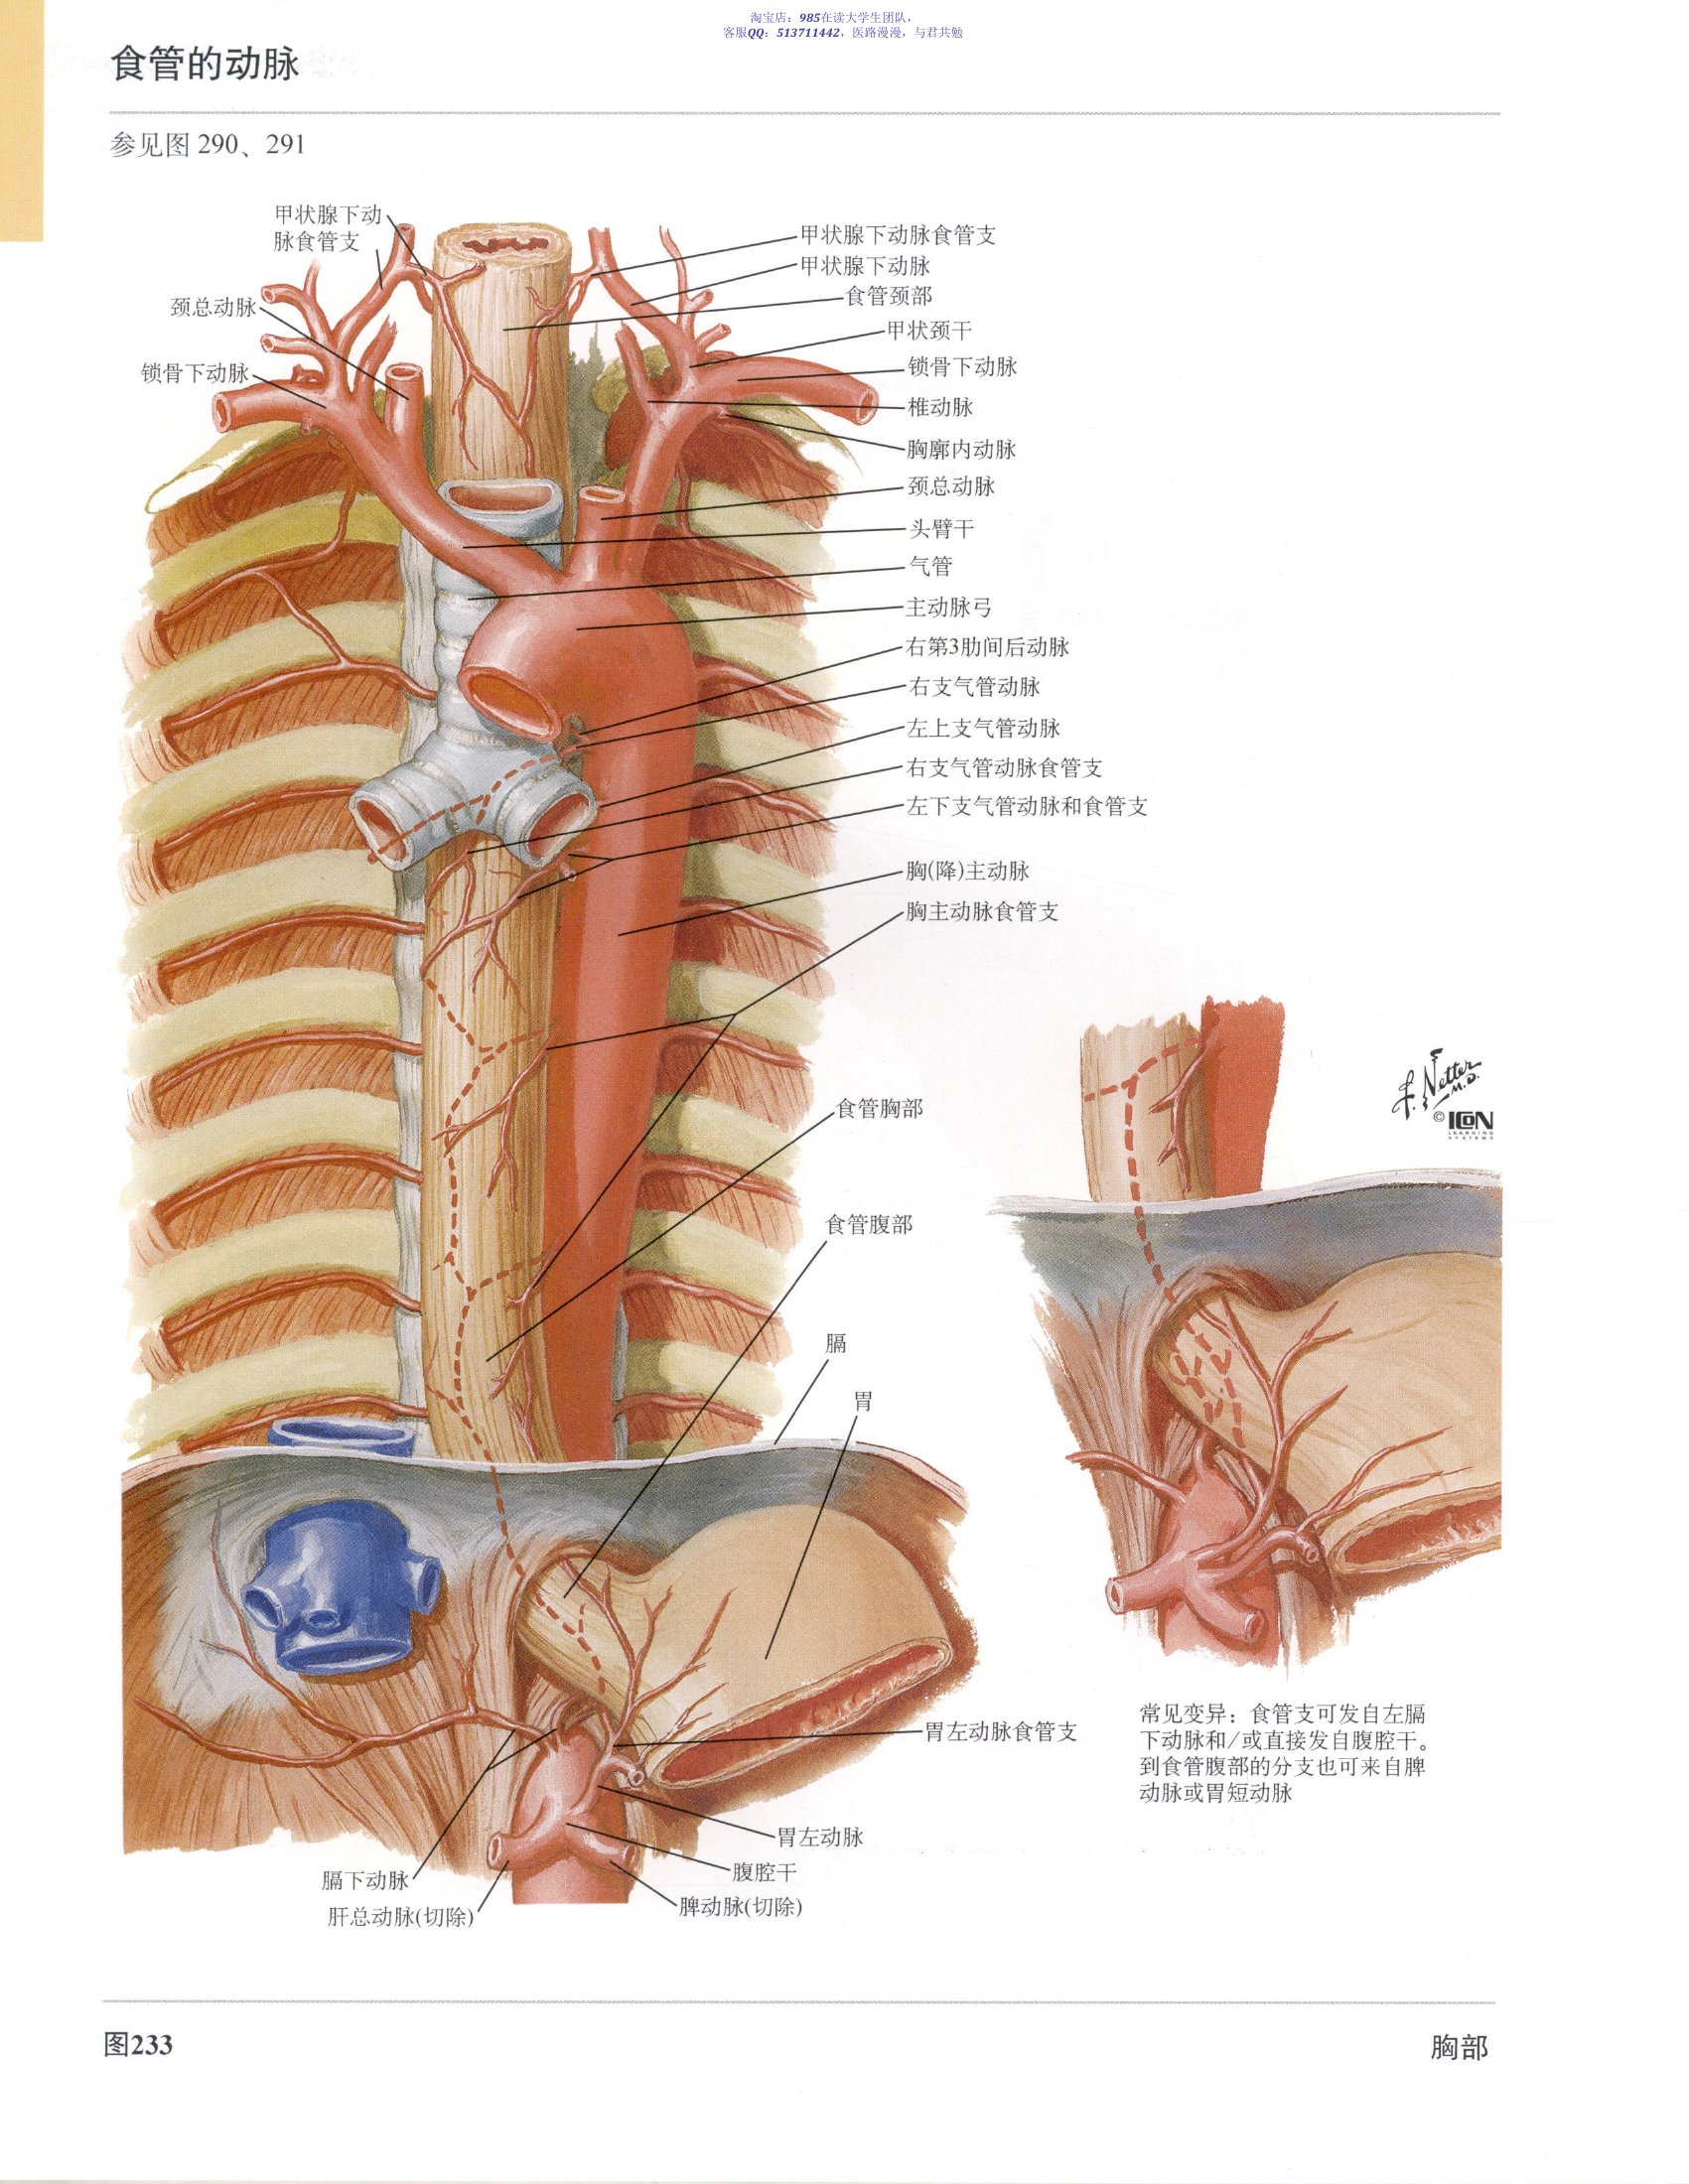 淘宝店：985在读大学生团队，
客服QQ：513711442，医路漫漫，与君共勉
食管的动脉
参见图 290、291
甲状腺下动
脉食管支
颈总动脉
锁骨下动脉
甲状腺下动脉食管支
甲状腺下动脉
食管颈部
甲状颈干
锁骨下动脉
椎动脉
胸廓内动脉
颈总动脉
头臂干
气管
主动脉弓
右第3肋间后动脉
右支气管动脉
左上支气管动脉
右支气管动脉食管支
左下支气管动脉和食管支
胸(降)主动脉
胸主动脉食管支
食管胸部
食管腹部
膈
胃
胃左动脉食管支
胃左动脉
腹腔干
脾动脉(切除)
膈下动脉
肝总动脉(切除)
F. Netter
M.D.
© ICON
LEARNING
SYSTEMS
常见变异：食管支可发自左膈
下动脉和/或直接发自腹腔干。
到食管腹部的分支也可来自脾
动脉或胃短动脉
图233
胸部